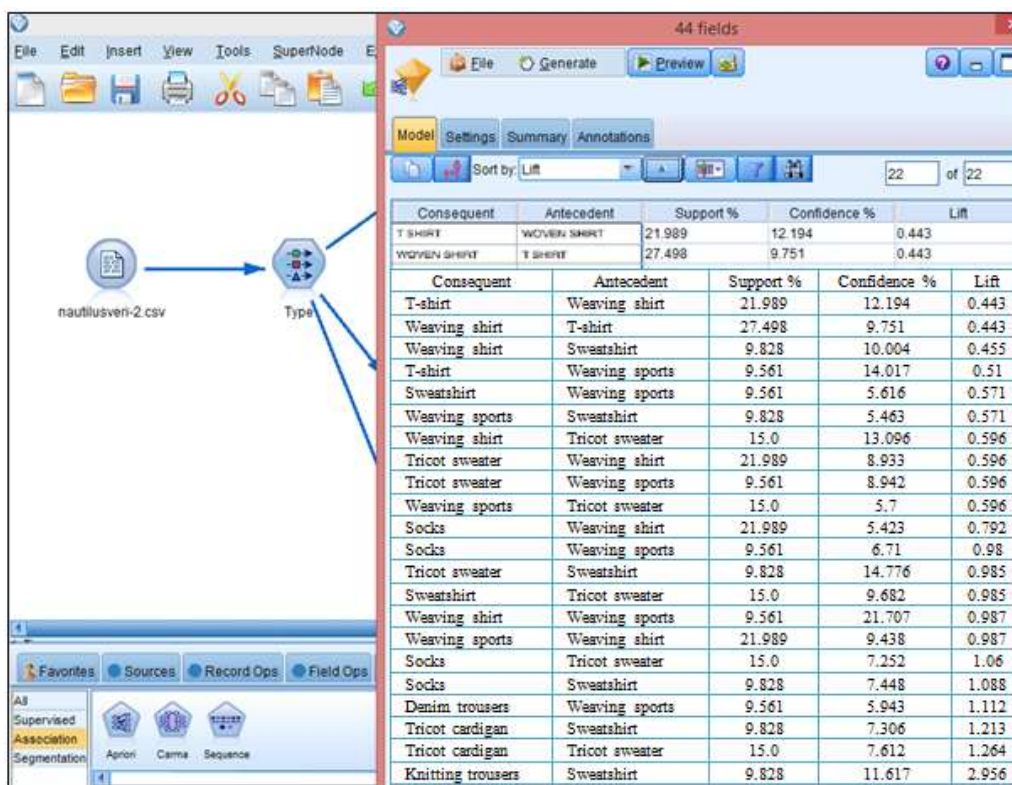 44 fields
File Edit Insert View Tools SuperNode E
File Generate Preview
Model Settings Summary Annotations
Sort by: Lift 22 of 22
Consequent Antecedent Support % Confidence % Lift
T SHIRT WOVEN SHIRT 21.989 12.194 0.443
WOVEN SHIRT T SHIRT 27.498 9.751 0.443
Consequent Antecedent Support % Confidence % Lift
T-shirt Weaving shirt 21.989 12.194 0.443
Weaving shirt T-shirt 27.498 9.751 0.443
Weaving shirt Sweatshirt 9.828 10.004 0.455
T-shirt Weaving sports 9.561 14.017 0.51
Sweatshirt Weaving sports 9.561 5.616 0.571
Weaving sports Sweatshirt 9.828 5.463 0.571
Weaving shirt Tricot sweater 15.0 13.096 0.596
Tricot sweater Weaving shirt 21.989 8.933 0.596
Tricot sweater Weaving sports 9.561 8.942 0.596
Weaving sports Tricot sweater 15.0 5.7 0.596
Socks Weaving shirt 21.989 5.423 0.792
Socks Weaving sports 9.561 6.71 0.98
Tricot sweater Sweatshirt 9.828 14.776 0.985
Sweatshirt Tricot sweater 15.0 9.682 0.985
Weaving shirt Weaving sports 9.561 21.707 0.987
Weaving sports Weaving shirt 21.989 9.438 0.987
Socks Tricot sweater 15.0 7.252 1.06
Socks Sweatshirt 9.828 7.448 1.088
Denim trousers Weaving sports 9.561 5.943 1.112
Tricot cardigan Sweatshirt 9.828 7.306 1.213
Tricot cardigan Tricot sweater 15.0 7.612 1.264
Knitting trousers Sweatshirt 9.828 11.617 2.956
nautilusveri-2.csv Type
Favorites Sources Record Ops Field Ops
All
Supervised
Association
Segmentation
Apriori Carma Sequence